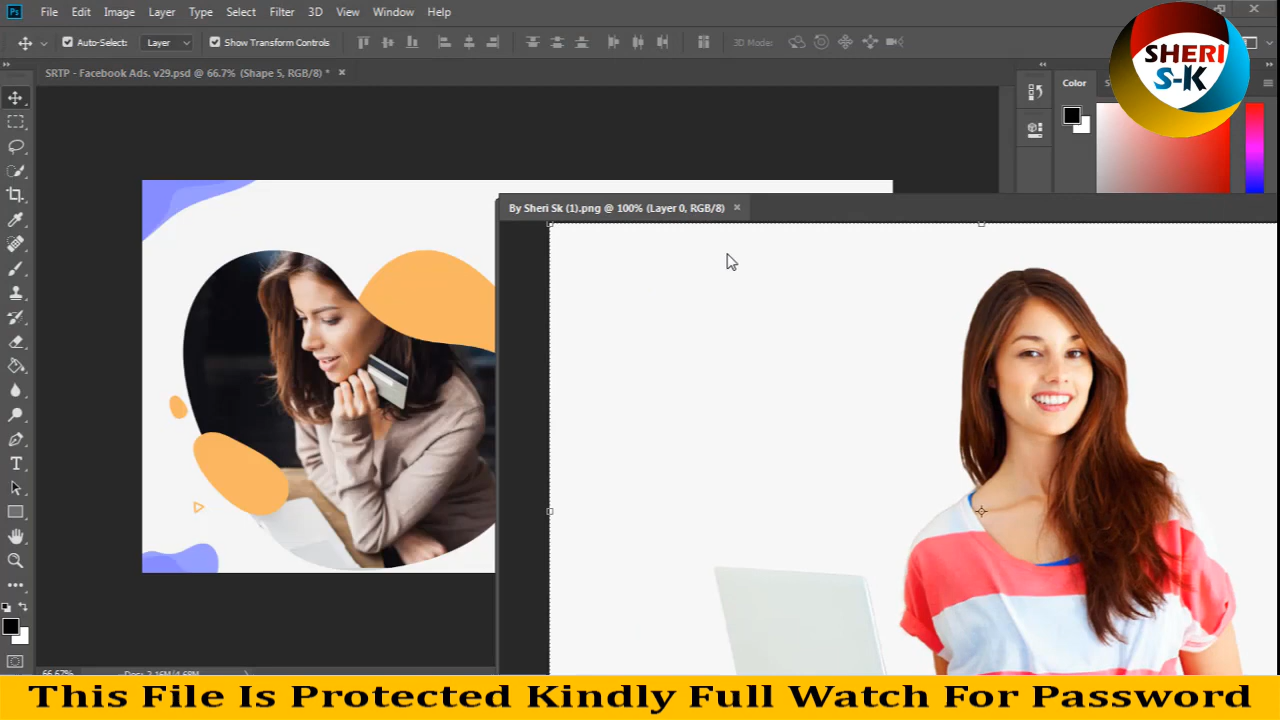 Ps File Edit Image Layer Type Select Filter 3D View Window Help
Auto-Select: Layer Show Transform Controls 3D Mode:
SHERI
S-K
SRTP - Facebook Ads. v29.psd @ 66.7% (Shape 5, RGB/8) *
Color
By Sheri Sk (1).png @ 100% (Layer 0, RGB/8)
66.67%
This File Is Protected Kindly Full Watch For Password